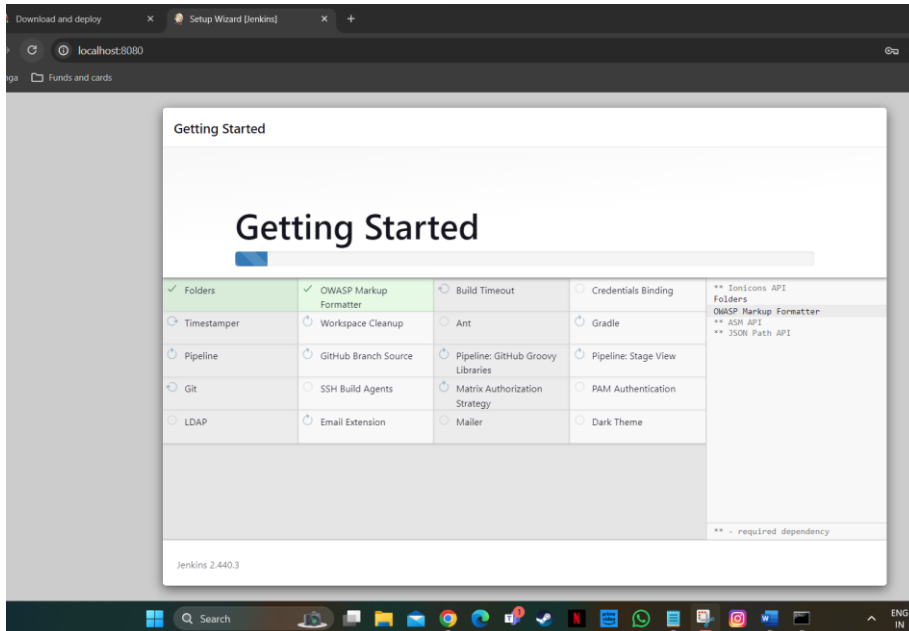 Download and deploy
Setup Wizard [Jenkins]
localhost:8080
Funds and cards
Getting Started
Getting Started
Folders
OWASP Markup Formatter
Build Timeout
Credentials Binding
Timestamper
Workspace Cleanup
Ant
Gradle
Pipeline
GitHub Branch Source
Pipeline: GitHub Groovy Libraries
Pipeline: Stage View
Git
SSH Build Agents
Matrix Authorization Strategy
PAM Authentication
LDAP
Email Extension
Mailer
Dark Theme
** Ionicons API
Folders
OWASP Markup Formatter
** ASM API
** JSON Path API
** - required dependency
Jenkins 2.440.3
Search
ENG
IN